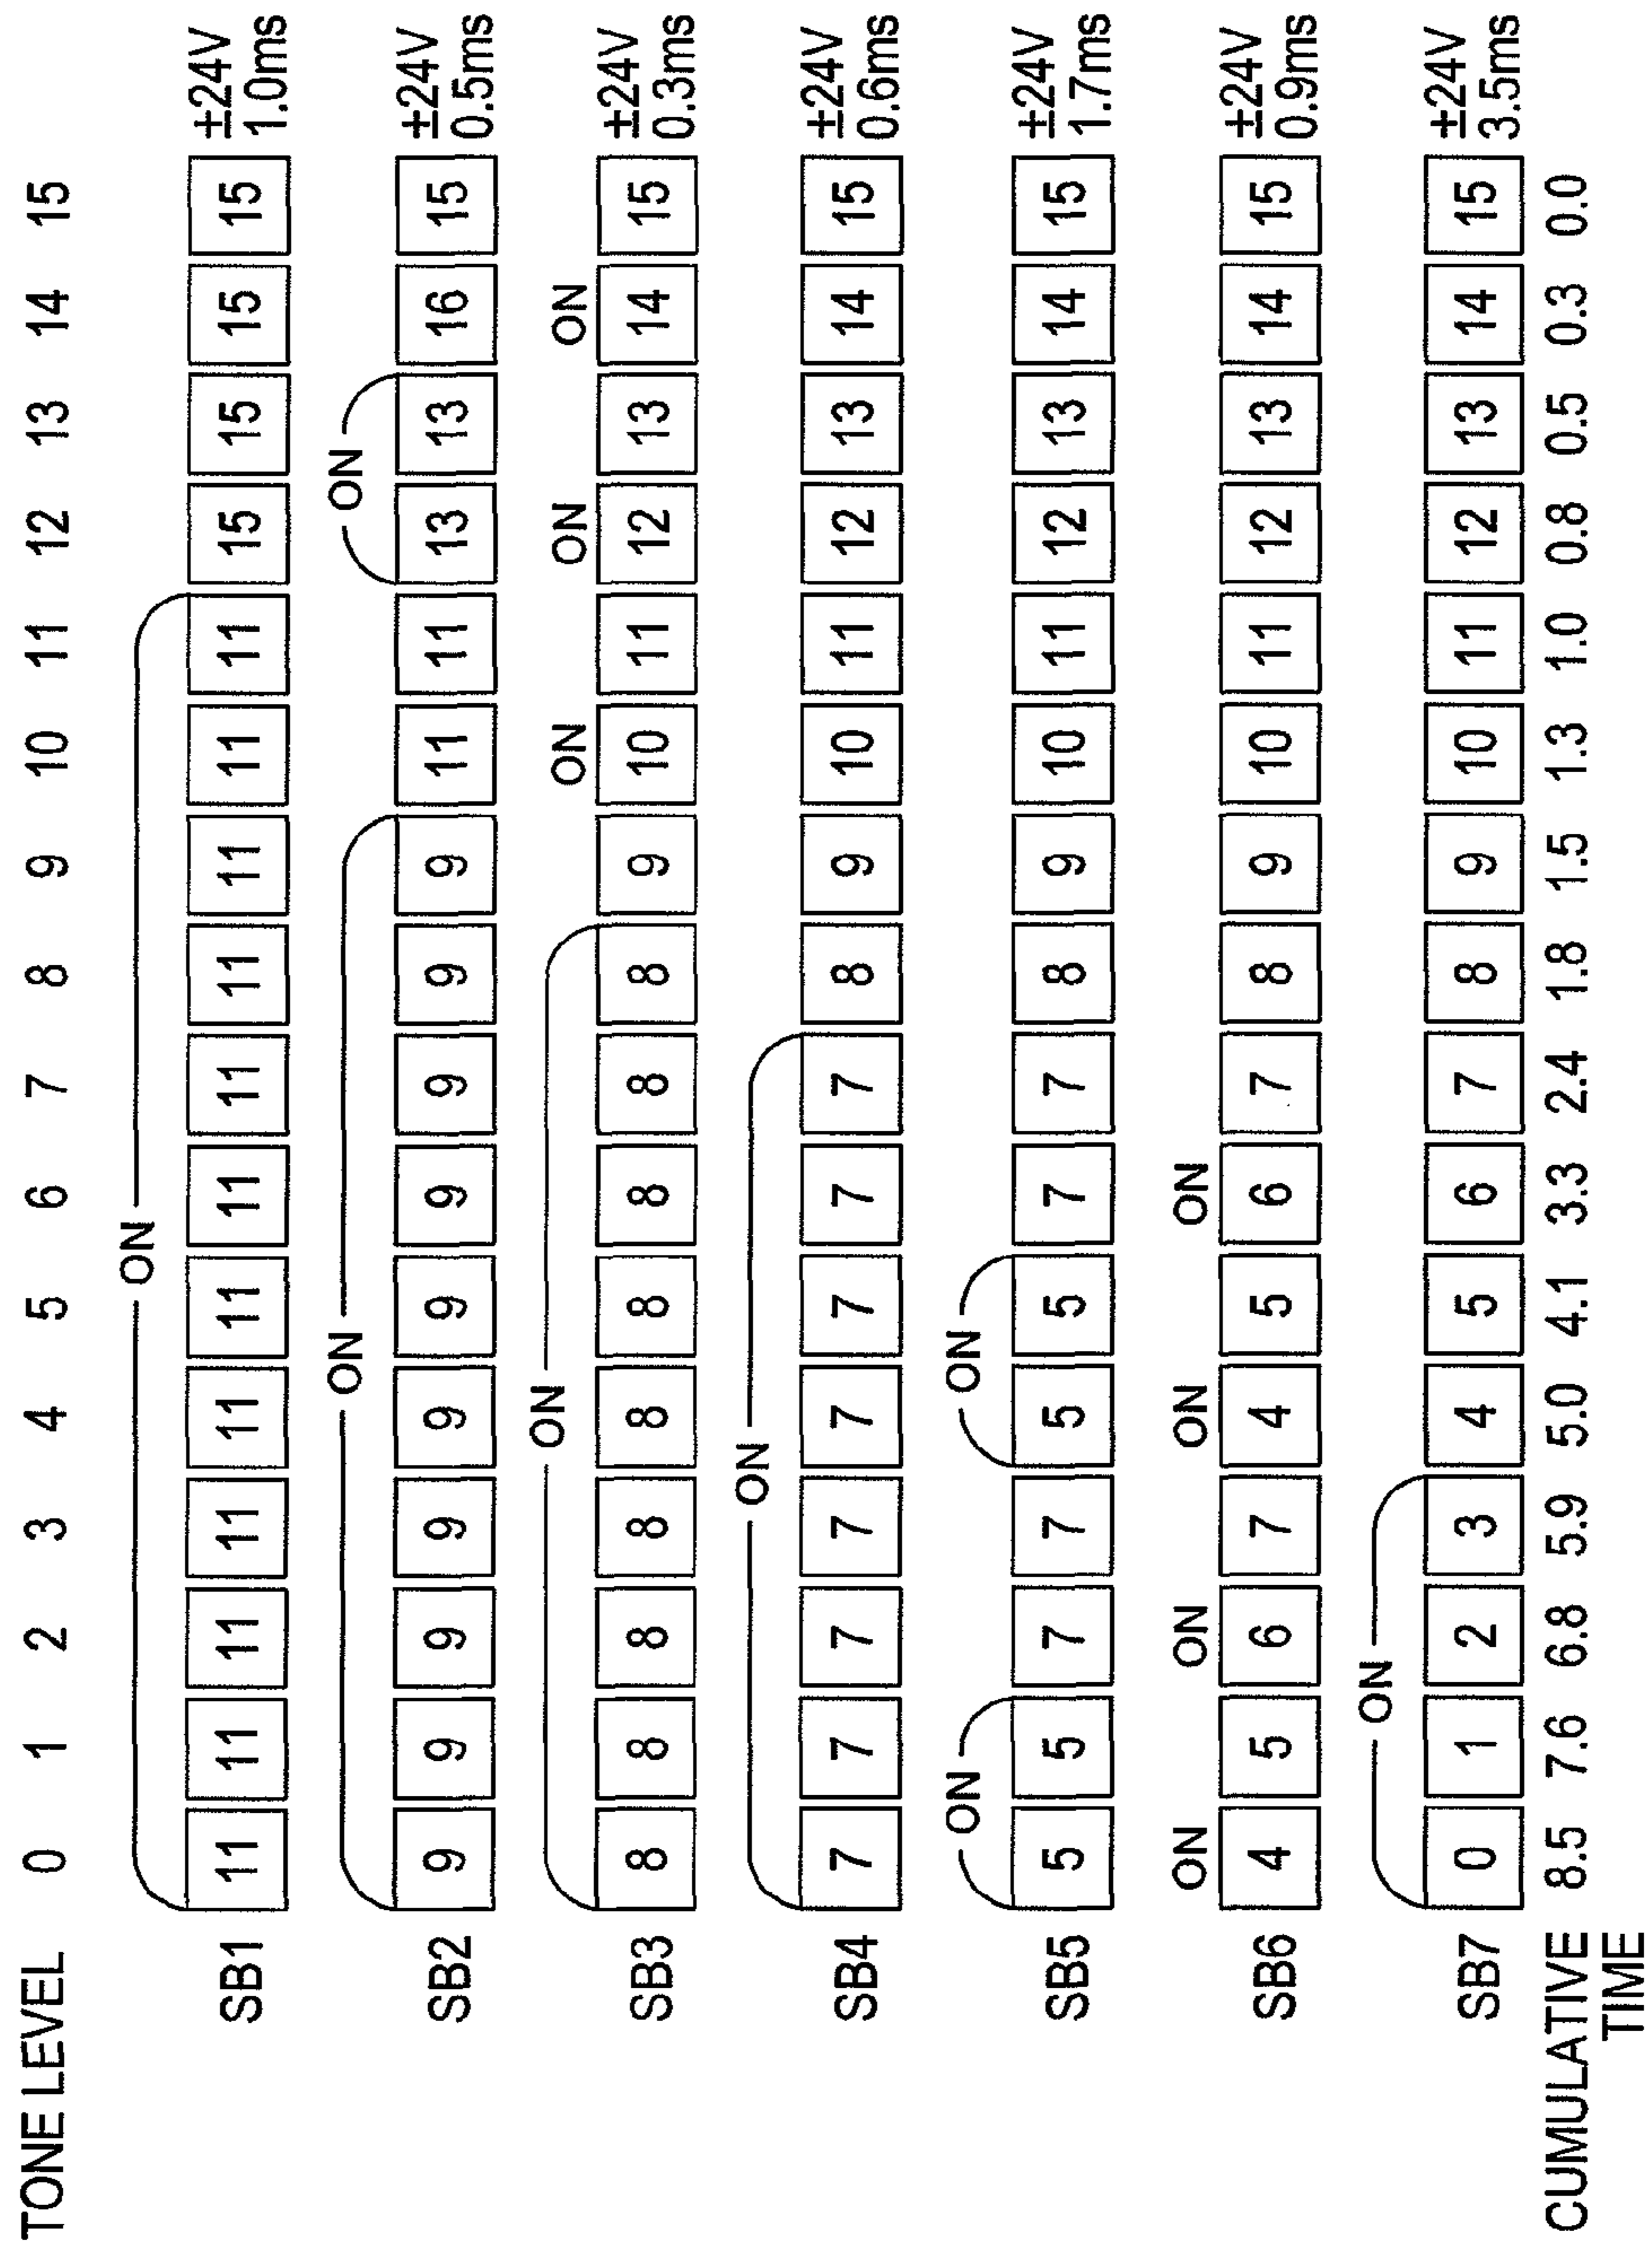 TONE LEVEL 0 1 2 3 4 5 6 7 8 9 10 11 12 13 14 15
ON
SB1 11 11 11 11 11 11 11 11 11 11 11 11 15 15 15 15 ±24V
1.0ms
ON ON
SB2 9 9 9 9 9 9 9 9 9 9 11 11 13 13 16 15 ±24V
0.5ms
ON ON ON ON
SB3 8 8 8 8 8 8 8 8 8 9 10 11 12 13 14 15 ±24V
0.3ms
ON
SB4 7 7 7 7 7 7 7 7 8 9 10 11 12 13 14 15 ±24V
0.6ms
ON ON
SB5 5 5 7 7 5 5 7 7 8 9 10 11 12 13 14 15 ±24V
1.7ms
ON ON ON ON
SB6 4 5 6 7 4 5 6 7 8 9 10 11 12 13 14 15 ±24V
0.9ms
ON
SB7 0 1 2 3 4 5 6 7 8 9 10 11 12 13 14 15 ±24V
3.5ms
CUMULATIVE 8.5 7.6 6.8 5.9 5.0 4.1 3.3 2.4 1.8 1.5 1.3 1.0 0.8 0.5 0.3 0.0
TIME